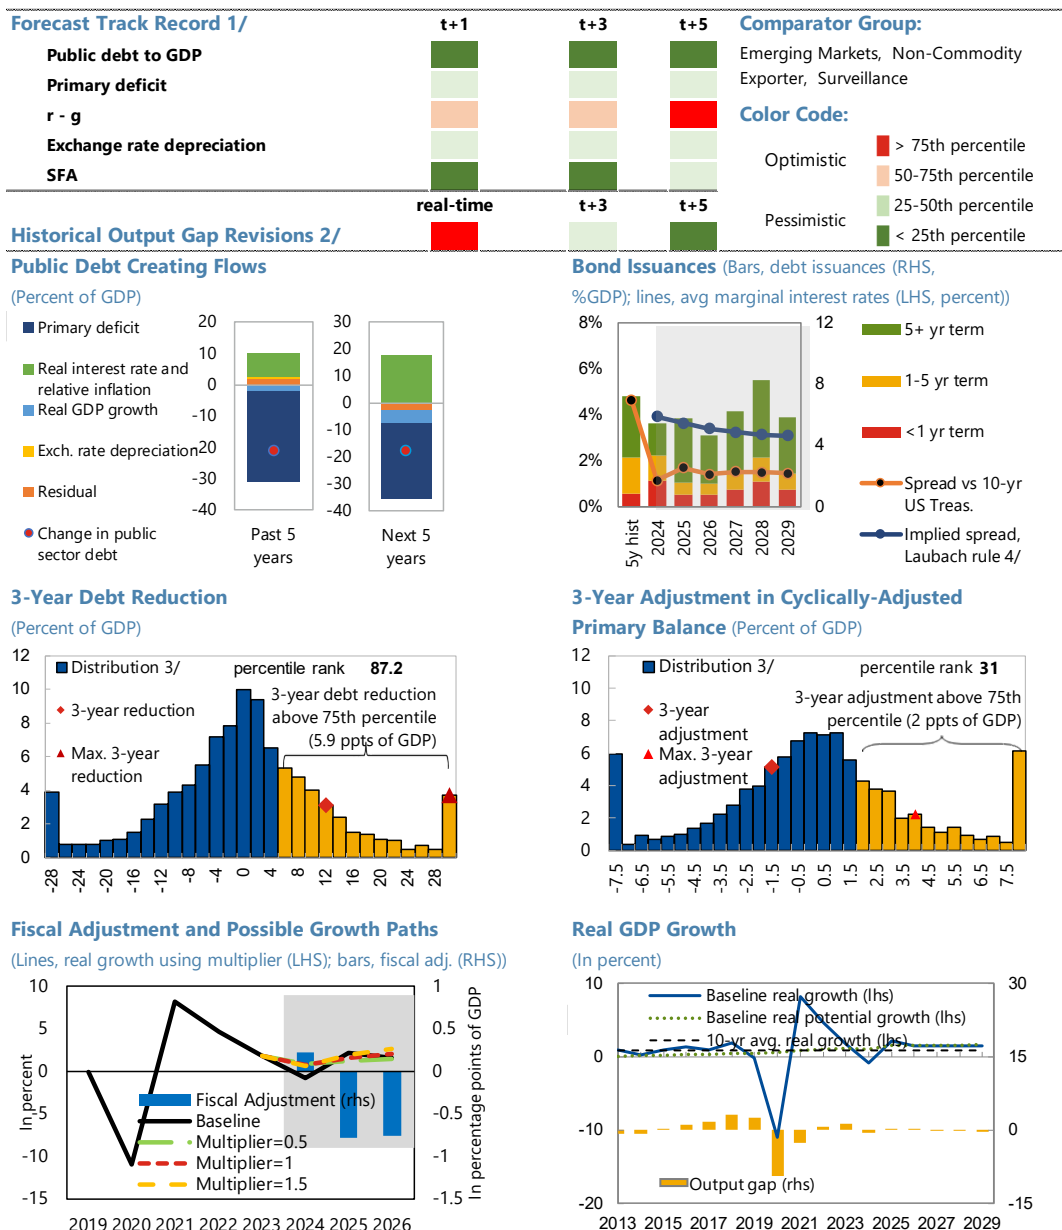 Forecast Track Record 1/ t+1 t+3 t+5
Public debt to GDP
Primary deficit
r - g
Exchange rate depreciation
SFA
real-time t+3 t+5
Historical Output Gap Revisions 2/
Comparator Group:
Emerging Markets, Non-Commodity
Exporter, Surveillance
Color Code:
Optimistic
> 75th percentile
50-75th percentile
Pessimistic
25-50th percentile
< 25th percentile
Public Debt Creating Flows
(Percent of GDP)
Primary deficit
Real interest rate and
relative inflation
Real GDP growth
Exch. rate depreciation
Residual
Change in public
sector debt
20
10
0
-10
-20
-30
-40
Past 5
years
30
20
10
0
-10
-20
-30
-40
Next 5
years
Bond Issuances (Bars, debt issuances (RHS,
%GDP); lines, avg marginal interest rates (LHS, percent))
8%
6%
4%
2%
0%
12
8
4
0
5y hist 2024 2025 2026 2027 2028 2029
5+ yr term
1-5 yr term
<1 yr term
Spread vs 10-yr
US Treas.
Implied spread,
Laubach rule 4/
3-Year Debt Reduction
(Percent of GDP)
12
10
8
6
4
2
0
Distribution 3/
3-year reduction
Max. 3-year
reduction
percentile rank 87.2
3-year debt reduction
above 75th percentile
(5.9 ppts of GDP)
-28 -24 -20 -16 -12 -8 -4 0 4 8 12 16 20 24 28
3-Year Adjustment in Cyclically-Adjusted
Primary Balance (Percent of GDP)
12
10
8
6
4
2
0
Distribution 3/
3-year
adjustment
Max. 3-year
adjustment
percentile rank 31
3-year adjustment above 75th
percentile (2 ppts of GDP)
-7.5 -6.5 -5.5 -4.5 -3.5 -2.5 -1.5 -0.5 0.5 1.5 2.5 3.5 4.5 5.5 6.5 7.5
Fiscal Adjustment and Possible Growth Paths
(Lines, real growth using multiplier (LHS); bars, fiscal adj. (RHS))
In percent
10
5
0
-5
-10
-15
1
0.5
0
-0.5
-1
-1.5
In percentage points of GDP
Fiscal Adjustment (rhs)
Baseline
Multiplier=0.5
Multiplier=1
Multiplier=1.5
2019 2020 2021 2022 2023 2024 2025 2026
Real GDP Growth
(In percent)
10
0
-10
-20
30
15
0
-15
Baseline real growth (lhs)
Baseline real potential growth (lhs)
10-yr avg. real growth (lhs)
Output gap (rhs)
2013 2015 2017 2019 2021 2023 2025 2027 2029